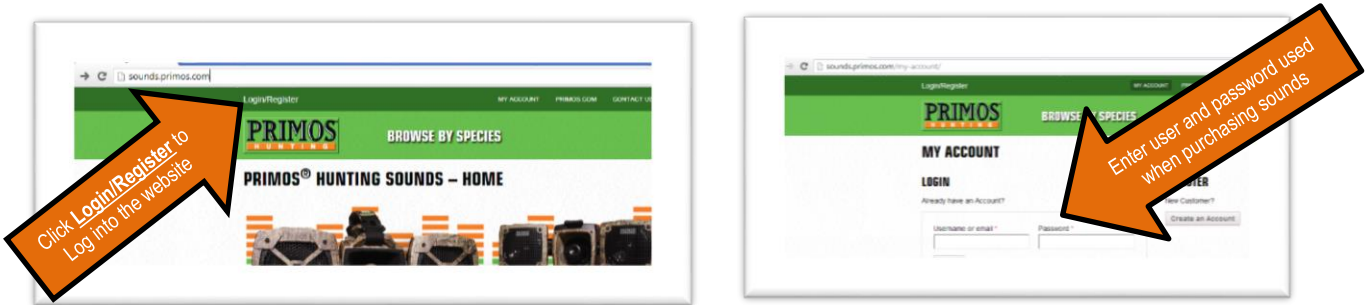 sounds.primos.com
Login/Register
MY ACCOUNT PRIMOS.COM CONTACT US
PRIMOS
HUNTING
BROWSE BY SPECIES
PRIMOS® HUNTING SOUNDS – HOME
Click Login/Register to
Log into the website
sounds.primos.com/my-account/
Login/Register
MY ACCOUNT
PRIMOS
HUNTING
BROWSE BY SPECIES
MY ACCOUNT
LOGIN
Already have an Account?
Username or email *
Password *
New Customer?
Create an Account
Enter user and password used
when purchasing sounds